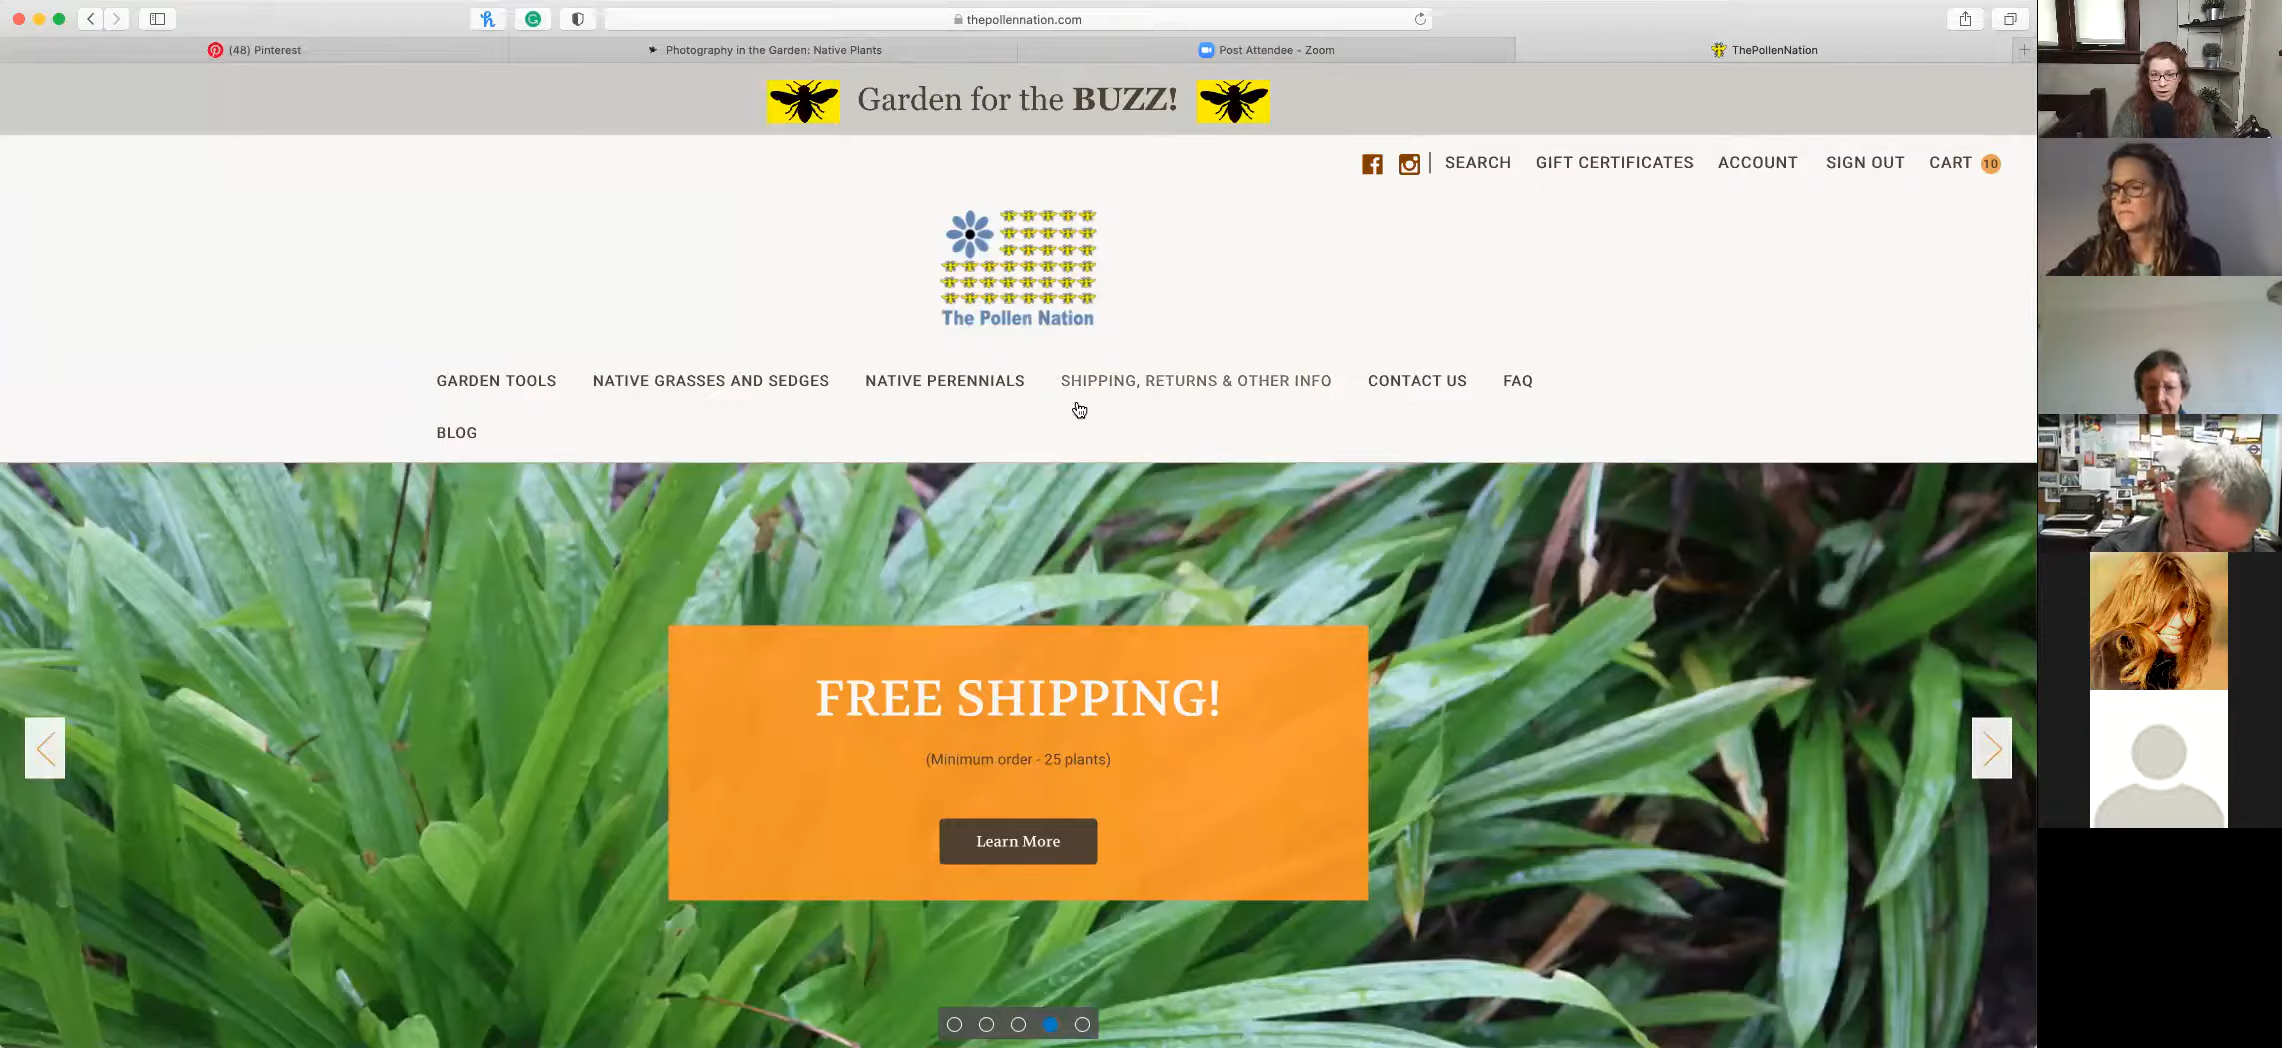 thepollennation.com
(48) Pinterest
Photography in the Garden: Native Plants
Post Attendee - Zoom
ThePollenNation
Garden for the BUZZ!
SEARCH GIFT CERTIFICATES ACCOUNT SIGN OUT CART 10
The Pollen Nation
GARDEN TOOLS NATIVE GRASSES AND SEDGES NATIVE PERENNIALS SHIPPING, RETURNS & OTHER INFO CONTACT US FAQ
BLOG
FREE SHIPPING!
(Minimum order - 25 plants)
Learn More